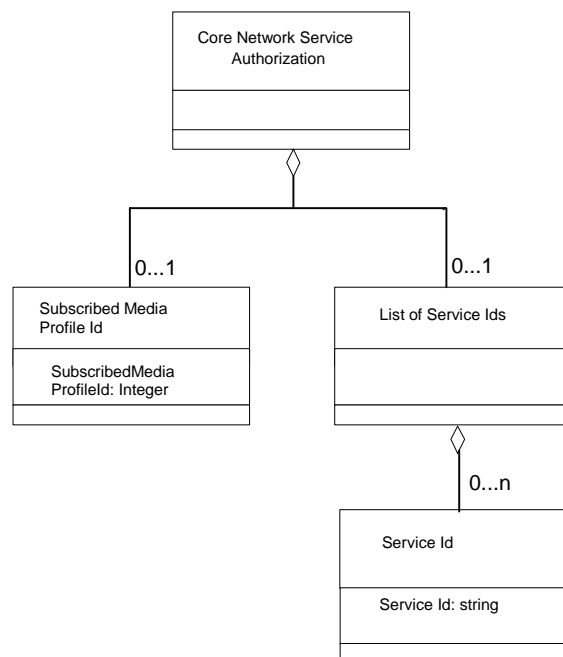 Core Network Service
Authorization
0...1
0...1
Subscribed Media
Profile Id
List of Service Ids
SubscribedMedia
ProfileId: Integer
0...n
Service Id
Service Id: string